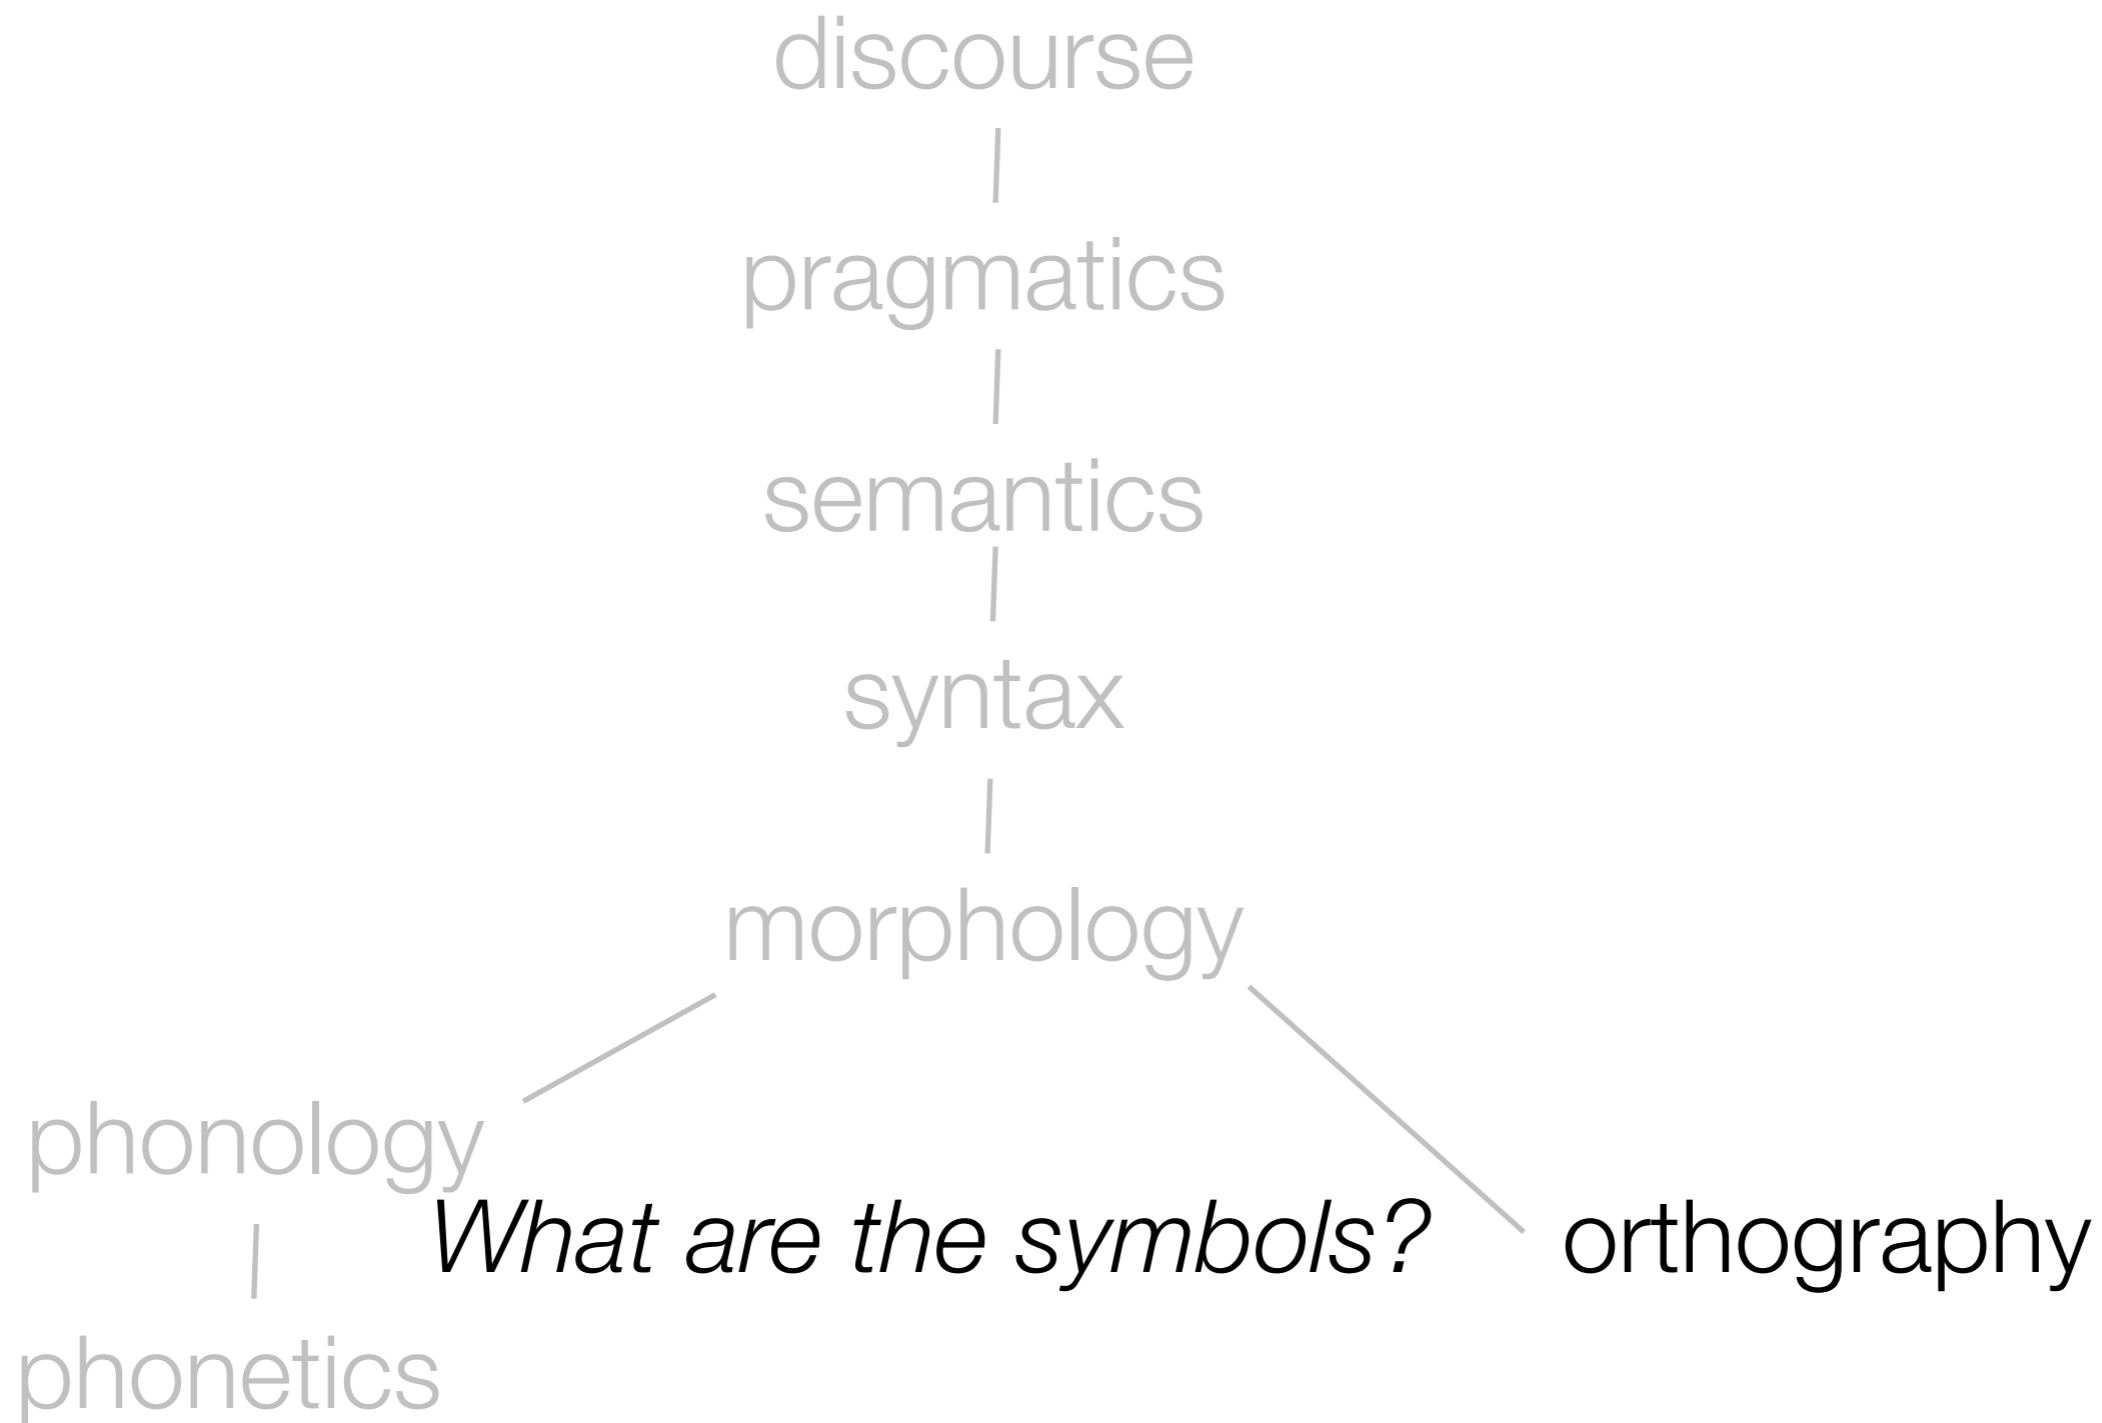 discourse
pragmatics
semantics
syntax
morphology
phonology
What are the symbols? orthography
phonetics